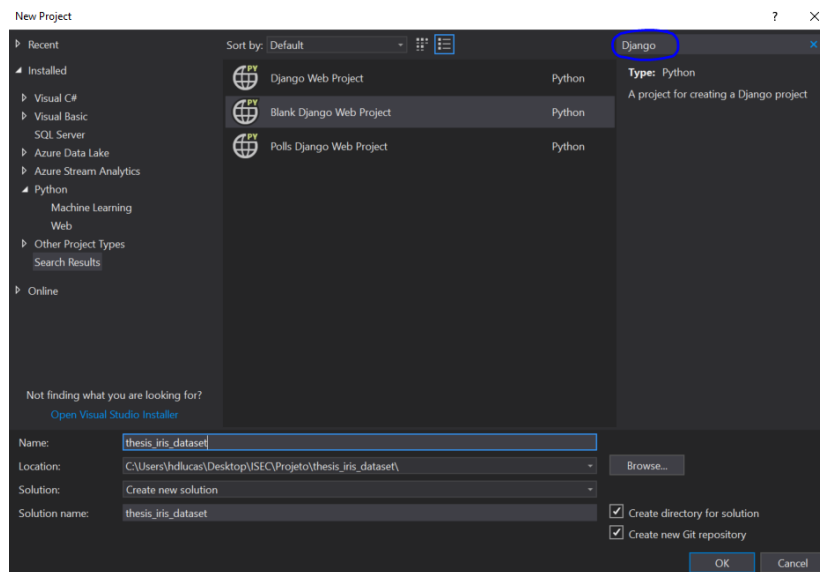 New Project
?
Recent
Installed
Visual C#
Visual Basic
SQL Server
Azure Data Lake
Azure Stream Analytics
Python
Machine Learning
Web
Other Project Types
Search Results
Online
Not finding what you are looking for?
Open Visual Studio Installer
Sort by: Default
PY
Django Web Project Python
PY
Blank Django Web Project Python
PY
Polls Django Web Project Python
Django
Type: Python
A project for creating a Django project
Name: thesis_iris_dataset
Location: C:\Users\hdlucas\Desktop\ISEC\Projeto\thesis_iris_dataset\ Browse...
Solution: Create new solution
Solution name: thesis_iris_dataset
Create directory for solution
Create new Git repository
OK Cancel